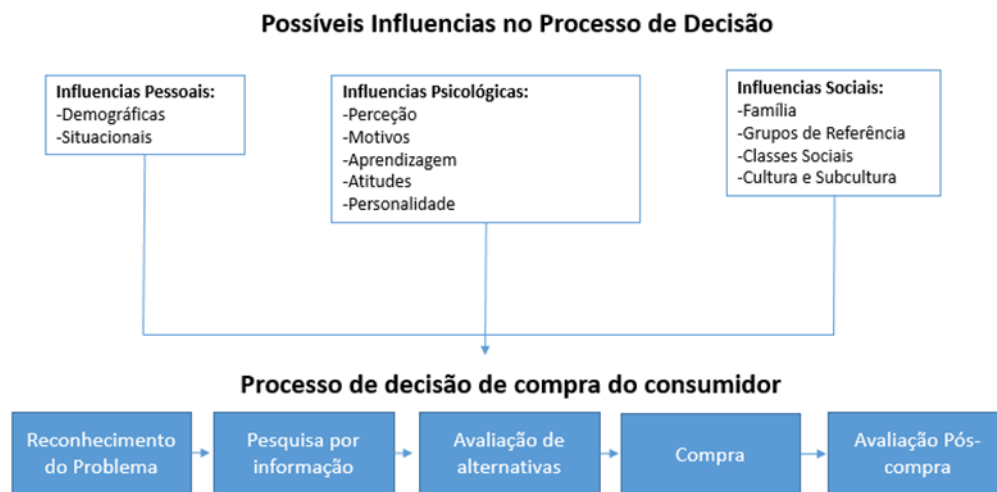 Possíveis Influencias no Processo de Decisão
Influencias Pessoais:
-Demográficas
-Situacionais
Influencias Psicológicas:
-Perceção
-Motivos
-Aprendizagem
-Atitudes
-Personalidade
Influencias Sociais:
-Família
-Grupos de Referência
-Classes Sociais
-Cultura e Subcultura
Processo de decisão de compra do consumidor
Reconhecimento
do Problema
Pesquisa por
informação
Avaliação de
alternativas
Compra
Avaliação Pós-
compra